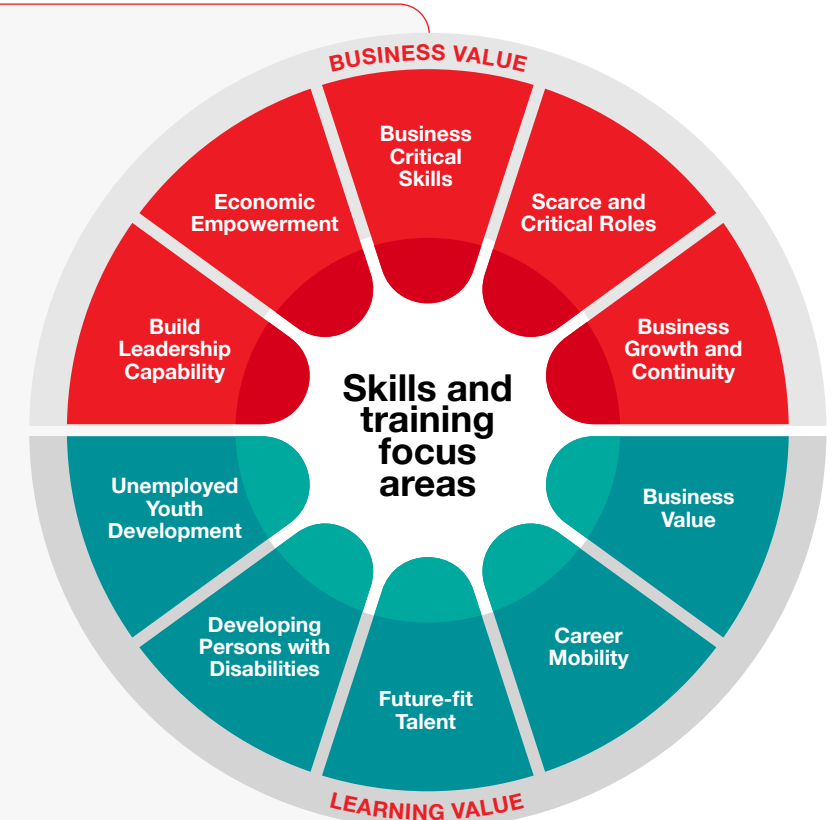 BUSINESS VALUE
Business
Critical
Skills
Scarce and
Critical Roles
Business
Growth and
Continuity
Economic
Empowerment
Build
Leadership
Capability
Skills and
training
focus
areas
Unemployed
Youth
Development
Developing
Persons with
Disabilities
Future-fit
Talent
Career
Mobility
Business
Value
LEARNING VALUE